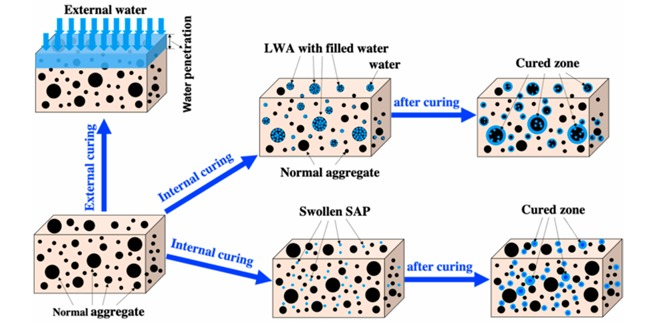 External water
Water penetration
LWA with filled water
water
Cured zone
after curing
External curing
Internal curing
Normal aggregate
Swollen SAP
Cured zone
Internal curing
after curing
Normal aggregate